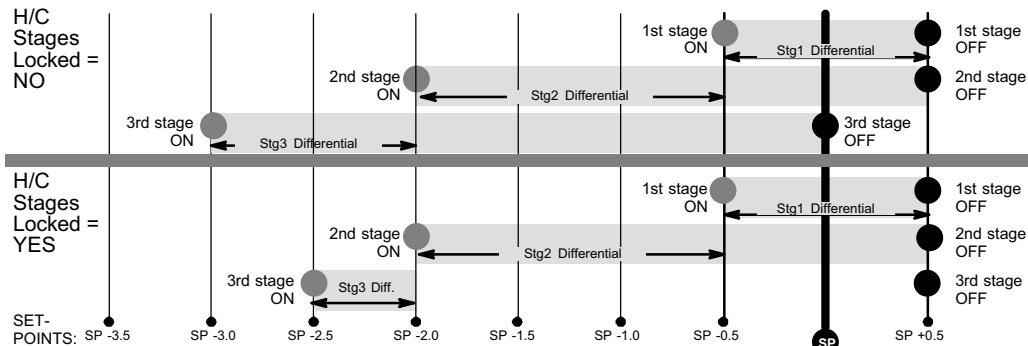 H/C
Stages
Locked =
NO
1st stage
ON
Stg1 Differential
1st stage
OFF
2nd stage
ON
Stg2 Differential
2nd stage
OFF
3rd stage
ON
Stg3 Differential
3rd stage
OFF
H/C
Stages
Locked =
YES
1st stage
ON
Stg1 Differential
1st stage
OFF
2nd stage
ON
Stg2 Differential
2nd stage
OFF
3rd stage
ON
Stg3 Diff.
3rd stage
OFF
SET-
POINTS:
SP -3.5
SP -3.0
SP -2.5
SP -2.0
SP -1.5
SP -1.0
SP -0.5
SP
SP +0.5